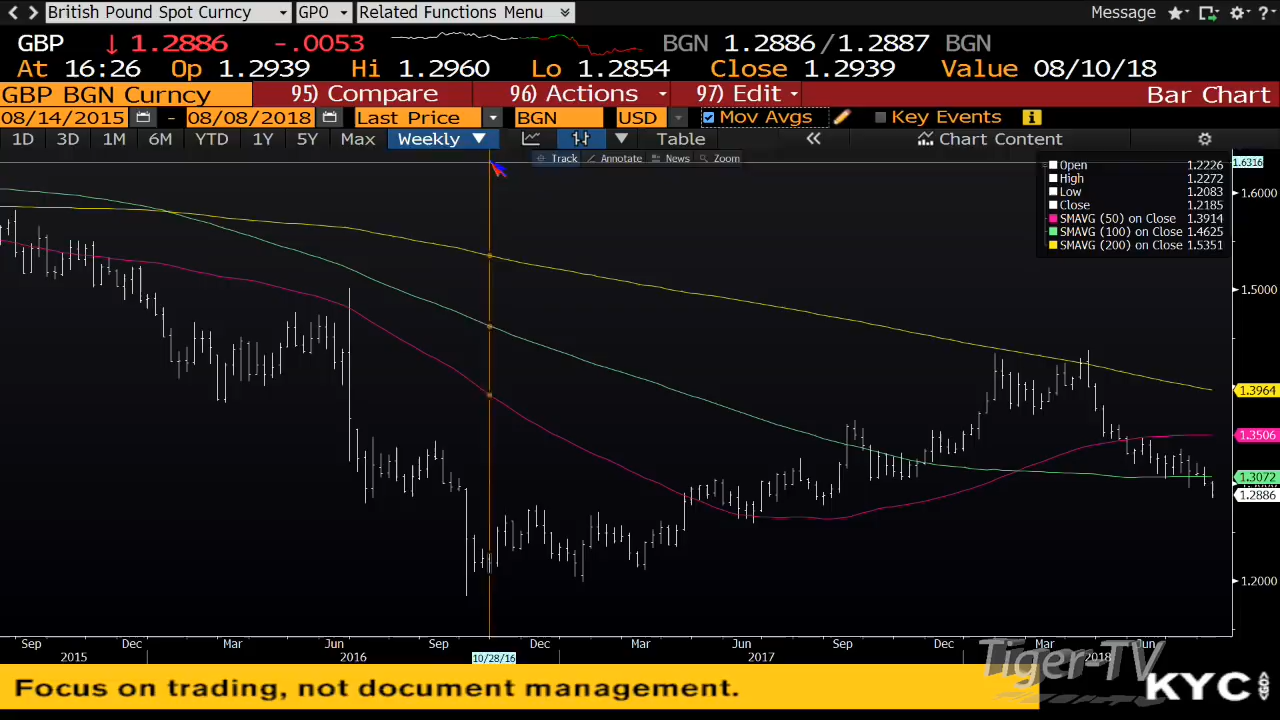 British Pound Spot Curncy GPO Related Functions Menu Message ?
GBP ↓ 1.2886 -.0053 BGN 1.2886/1.2887 BGN
At 16:26 Op 1.2939 Hi 1.2960 Lo 1.2854 Close 1.2939 Value 08/10/18
GBP BGN Curncy 95) Compare 96) Actions 97) Edit Bar Chart
08/14/2015 - 08/08/2018 Last Price BGN USD Mov Avgs Key Events i
1D 3D 1M 6M YTD 1Y 5Y Max Weekly ▼ Table « Chart Content
Track Annotate News Zoom
Open 1.2226
High 1.2272
Low 1.2083
Close 1.2185
SMAVG (50) on Close 1.3914
SMAVG (100) on Close 1.4625
SMAVG (200) on Close 1.5351
1.6316
1.6000
1.5000
1.3964
1.3506
1.3072
1.2886
1.2000
Sep Dec Mar Jun Sep Dec Mar Jun Sep Dec Mar Jun
2015 2016 10/28/16 2017 2018
Tiger-TV
Focus on trading, not document management.
KYC